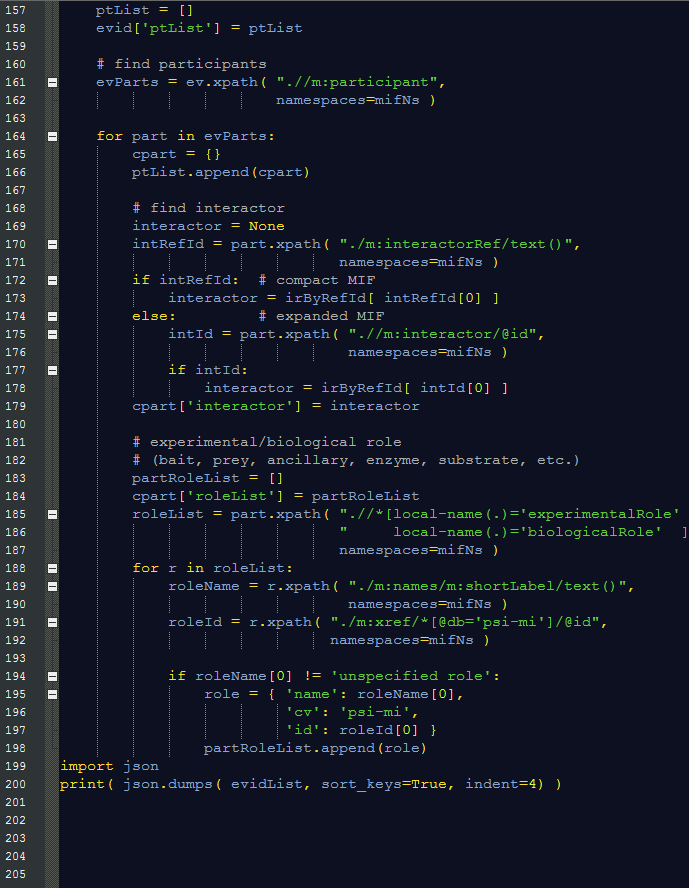 157     ptList = []
158     evid['ptList'] = ptList
159
160     # find participants
161     evParts = ev.xpath( ".//m:participant",
162                         namespaces=mifNs )
163
164     for part in evParts:
165         cpart = {}
166         ptList.append(cpart)
167
168         # find interactor
169         interactor = None
170         intRefId = part.xpath( "./m:interactorRef/text()",
171                                namespaces=mifNs )
172         if intRefId:  # compact MIF
173             interactor = irByRefId[ intRefId[0] ]
174         else:         # expanded MIF
175             intId = part.xpath( ".//m:interactor/@id",
176                                 namespaces=mifNs )
177             if intId:
178                 interactor = irByRefId[ intId[0] ]
179         cpart['interactor'] = interactor
180
181         # experimental/biological role
182         # (bait, prey, ancillary, enzyme, substrate, etc.)
183         partRoleList = []
184         cpart['roleList'] = partRoleList
185         roleList = part.xpath( ".//*[local-name(.)='experimentalRole'
186                                "     local-name(.)='biologicalRole'  ]
187                                namespaces=mifNs )
188         for r in roleList:
189             roleName = r.xpath( "./m:names/m:shortLabel/text()",
190                                 namespaces=mifNs )
191             roleId = r.xpath( "./m:xref/*[@db='psi-mi']/@id",
192                               namespaces=mifNs )
193
194             if roleName[0] != 'unspecified role':
195                 role = { 'name': roleName[0],
196                          'cv': 'psi-mi',
197                          'id': roleId[0] }
198                 partRoleList.append(role)
199 import json
200 print( json.dumps( evidList, sort_keys=True, indent=4) )
201
202
203
204
205